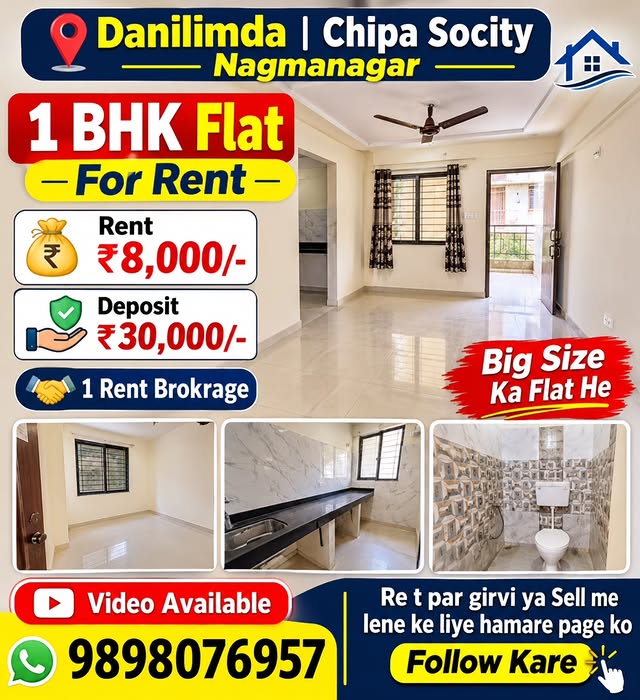 Danilimda | Chipa Socity
Nagmanagar
1 BHK Flat
For Rent
Rent
₹8,000/-
Deposit
₹30,000/-
1 Rent Brokrage
Big Size
Ka Flat He
Video Available
9898076957
Re t par girvi ya Sell me
lene ke liye hamare page ko
Follow Kare